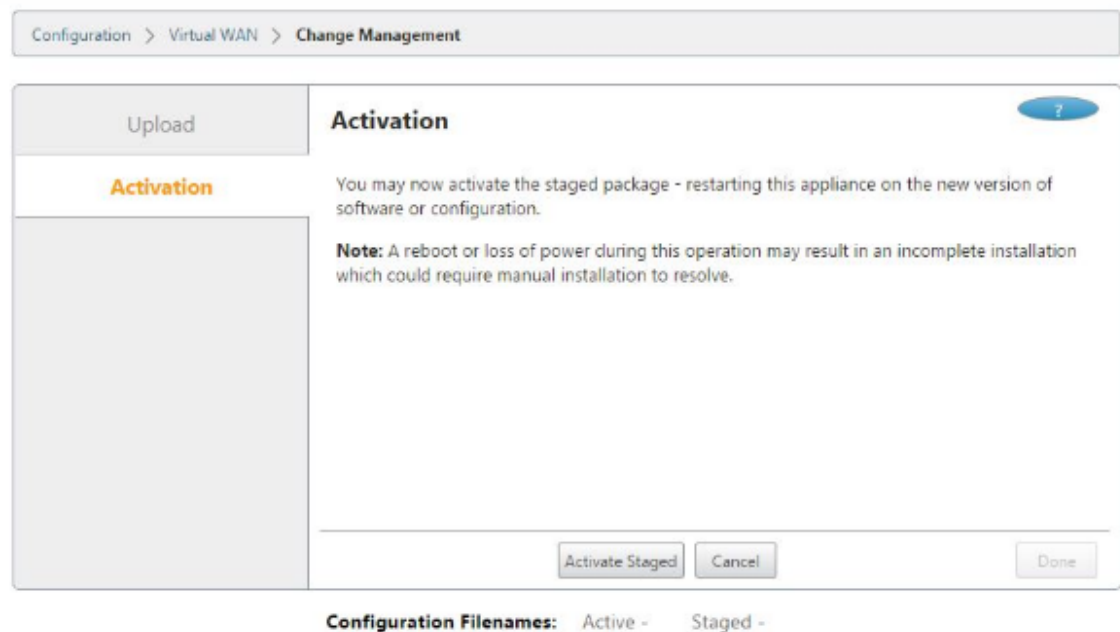 Configuration > Virtual WAN > Change Management
Upload
Activation
Activation
?
You may now activate the staged package - restarting this appliance on the new version of
software or configuration.
Note: A reboot or loss of power during this operation may result in an incomplete installation
which could require manual installation to resolve.
Activate Staged
Cancel
Done
Configuration Filenames: Active - Staged -